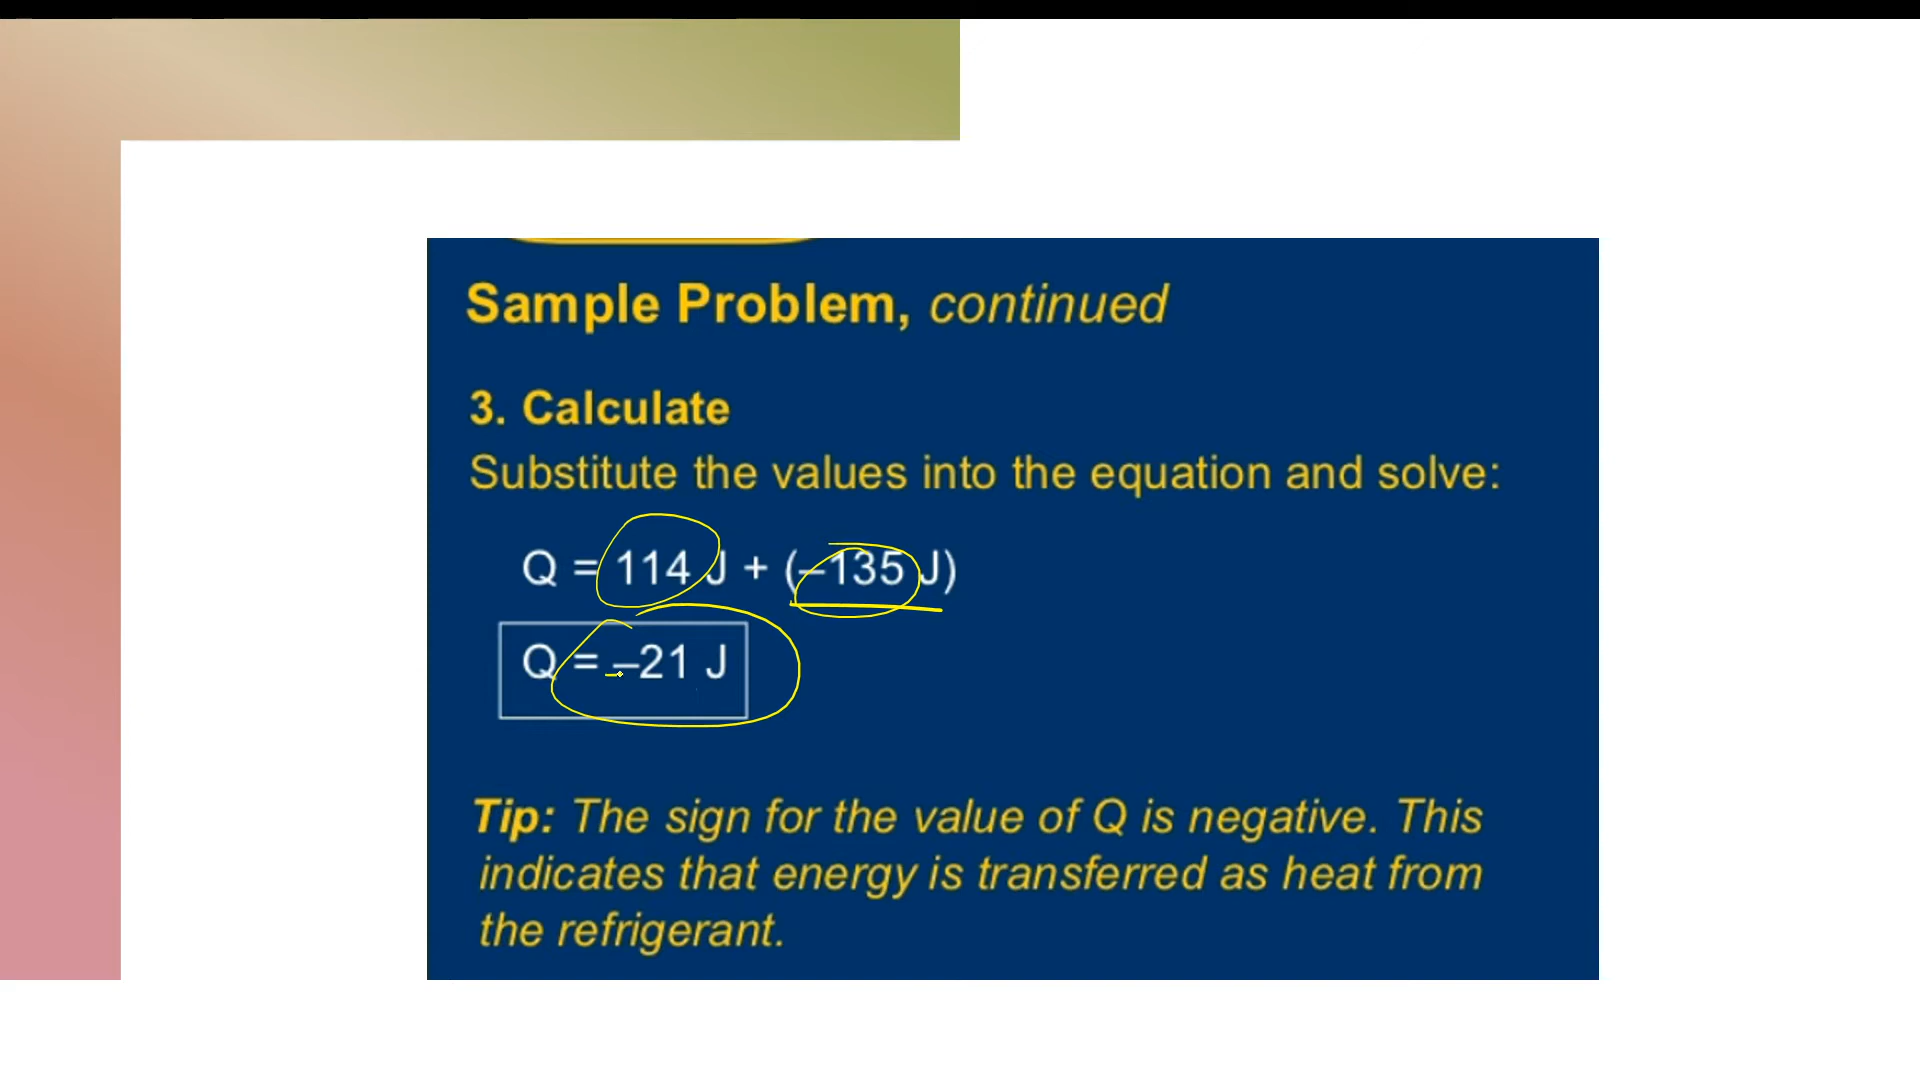 Sample Problem, continued
3. Calculate
Substitute the values into the equation and solve:
Q = 114 J + (–135 J)
Q = –21 J
Tip: The sign for the value of Q is negative. This
indicates that energy is transferred as heat from
the refrigerant.